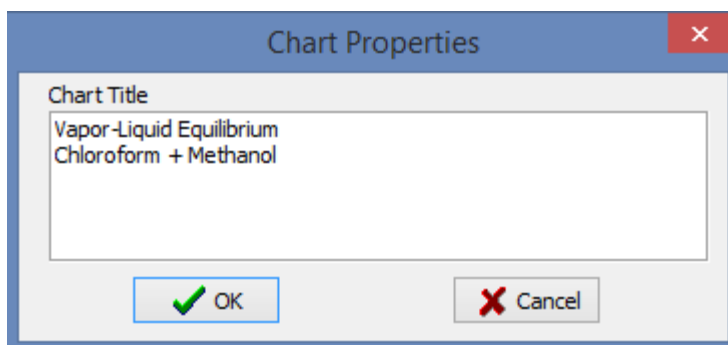 Chart Properties
Chart Title
Vapor-Liquid Equilibrium
Chloroform + Methanol
OK
Cancel